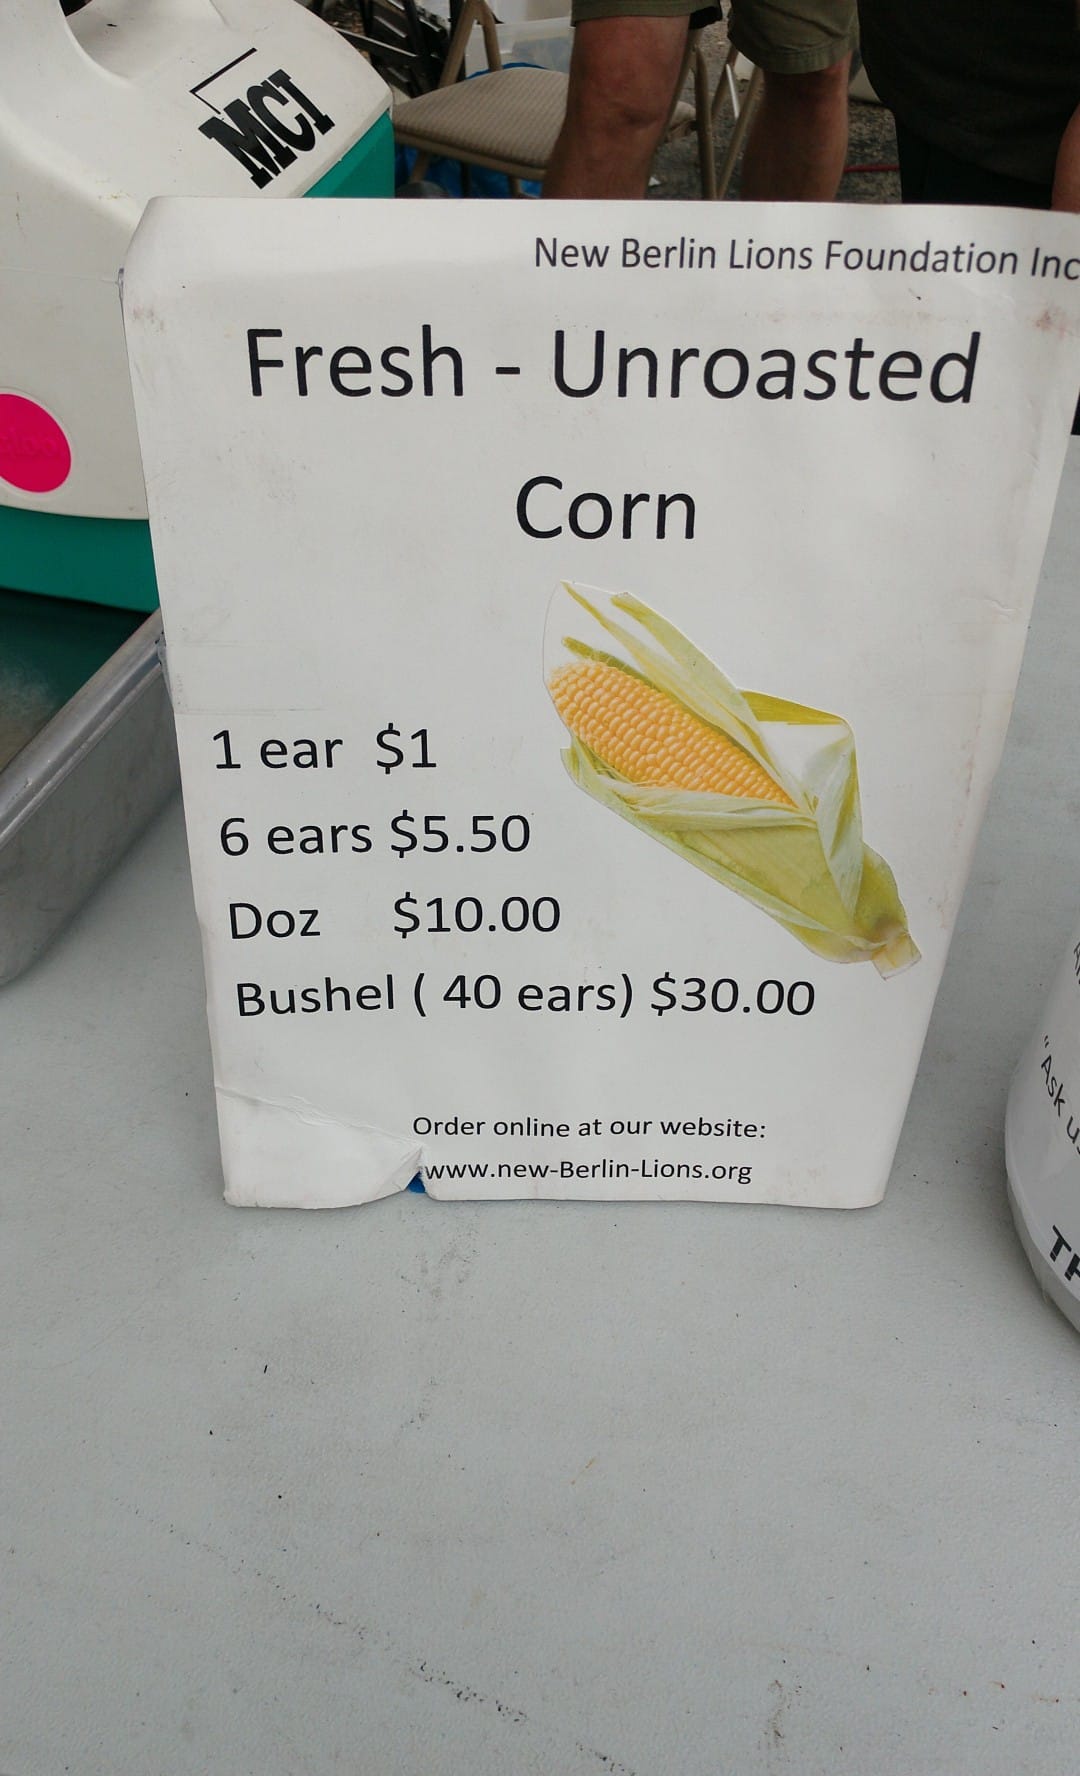 MCI
New Berlin Lions Foundation Inc
Fresh - Unroasted
Corn
1 ear $1
6 ears $5.50
Doz $10.00
Bushel ( 40 ears) $30.00
Order online at our website:
www.new-Berlin-Lions.org
"Ask